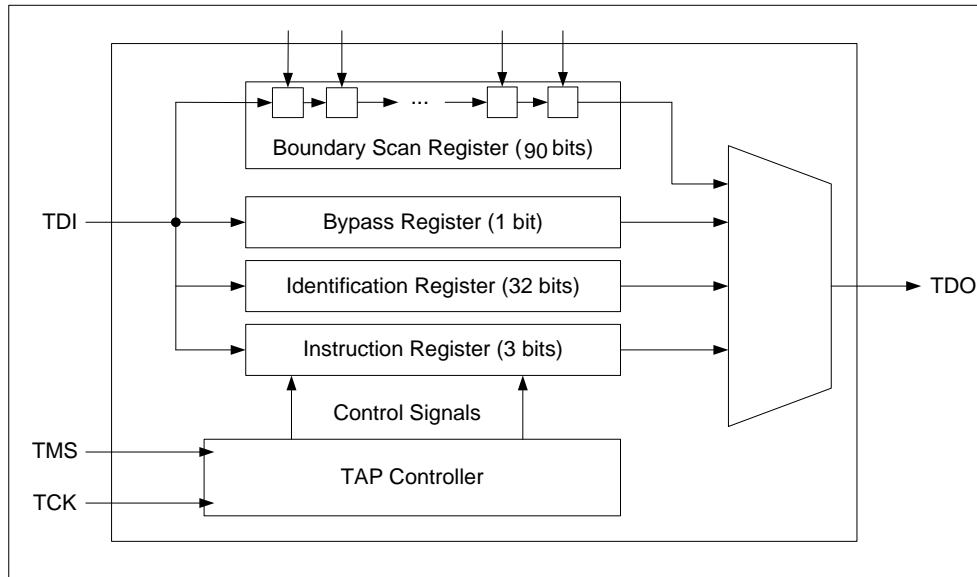 ...
Boundary Scan Register (90 bits)
TDI
Bypass Register (1 bit)
Identification Register (32 bits)
TDO
Instruction Register (3 bits)
Control Signals
TMS
TAP Controller
TCK